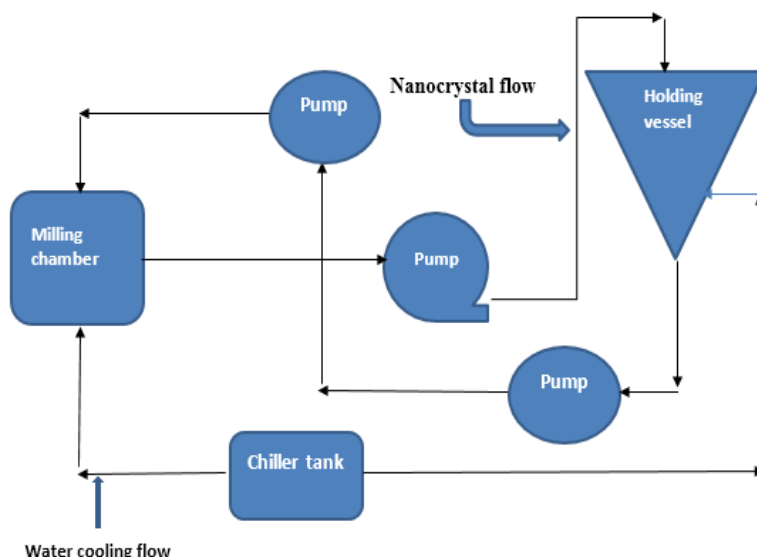 Pump
Nanocrystal flow
Holding
vessel
Milling
chamber
Pump
Pump
Chiller tank
Water cooling flow